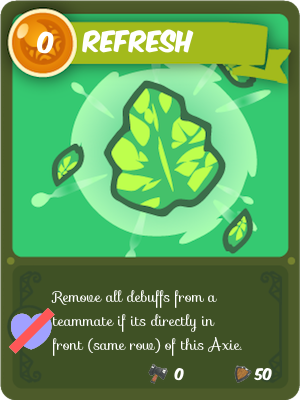 0 REFRESH
Remove all debuffs from a
teammate if its directly in
front (same row) of this Axie.
0 50